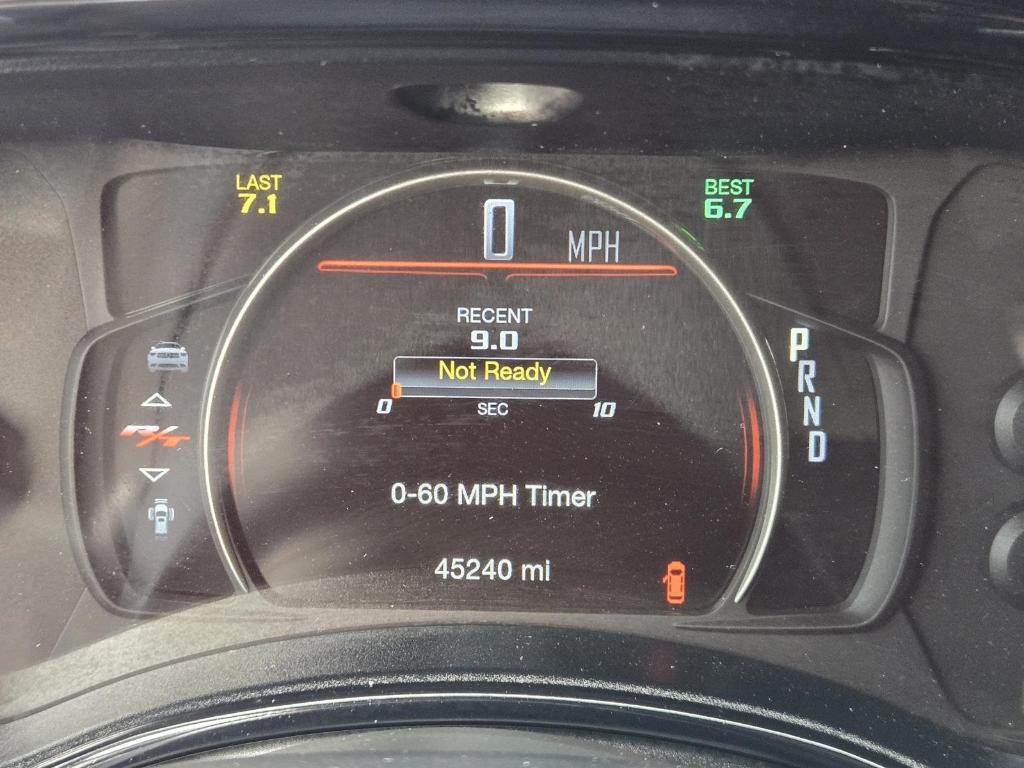 LAST
7.1
BEST
6.7
0 MPH
RECENT
9.0
Not Ready
0 SEC 10
R/T
P
R
N
D
0-60 MPH Timer
45240 mi